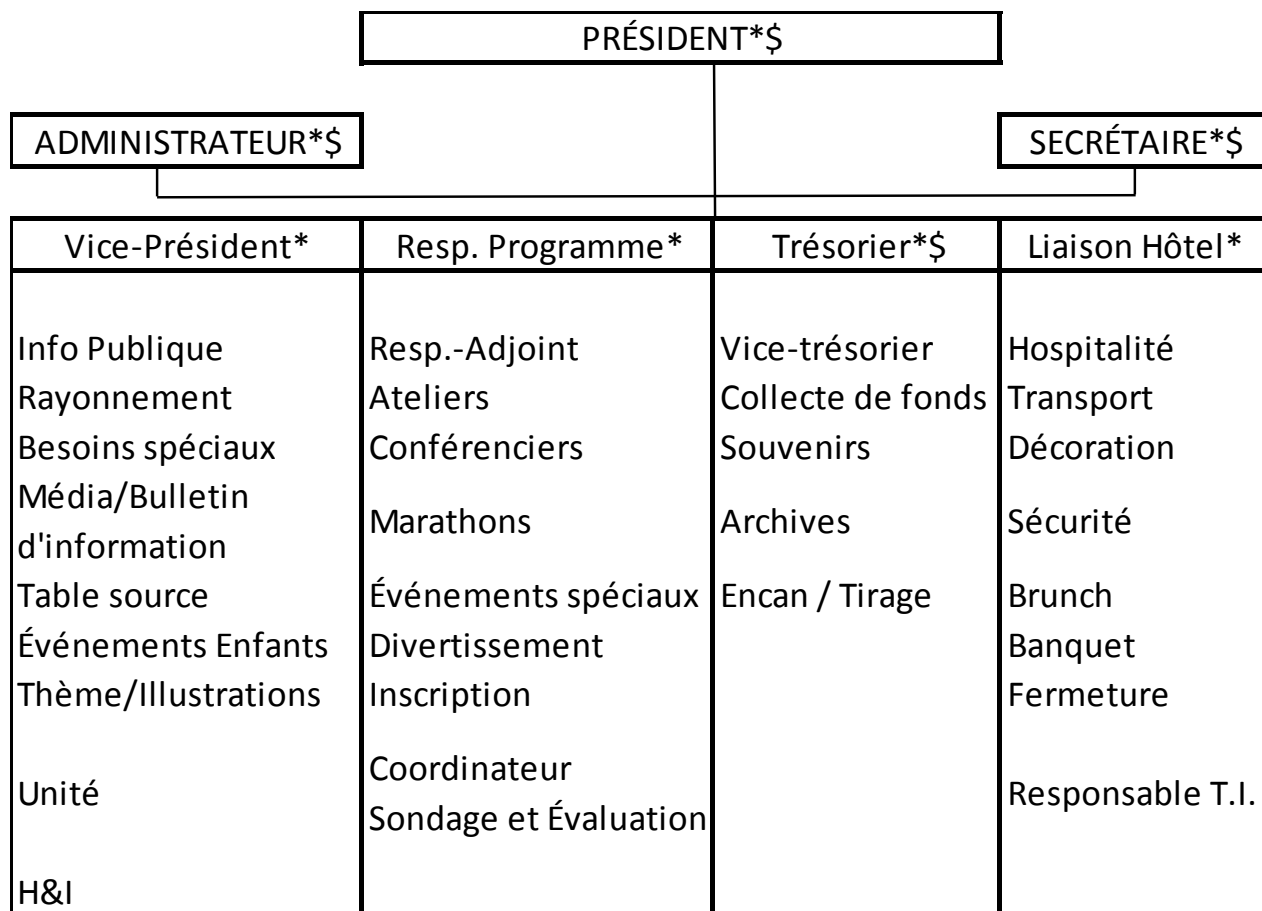 PRÉSIDENT*$
ADMINISTRATEUR*$ SECRÉTAIRE*$
Vice-Président* Resp. Programme* Trésorier*$ Liaison Hôtel*
Info Publique Resp.-Adjoint Vice-trésorier Hospitalité
Rayonnement Ateliers Collecte de fonds Transport
Besoins spéciaux Conférenciers Souvenirs Décoration
Média/Bulletin
d'information Marathons Archives Sécurité
Table source Événements spéciaux Encan / Tirage Brunch
Événements Enfants Divertissement Banquet
Thème/Illustrations Inscription Fermeture
Unité Coordinateur
Sondage et Évaluation Responsable T.I.
H&I